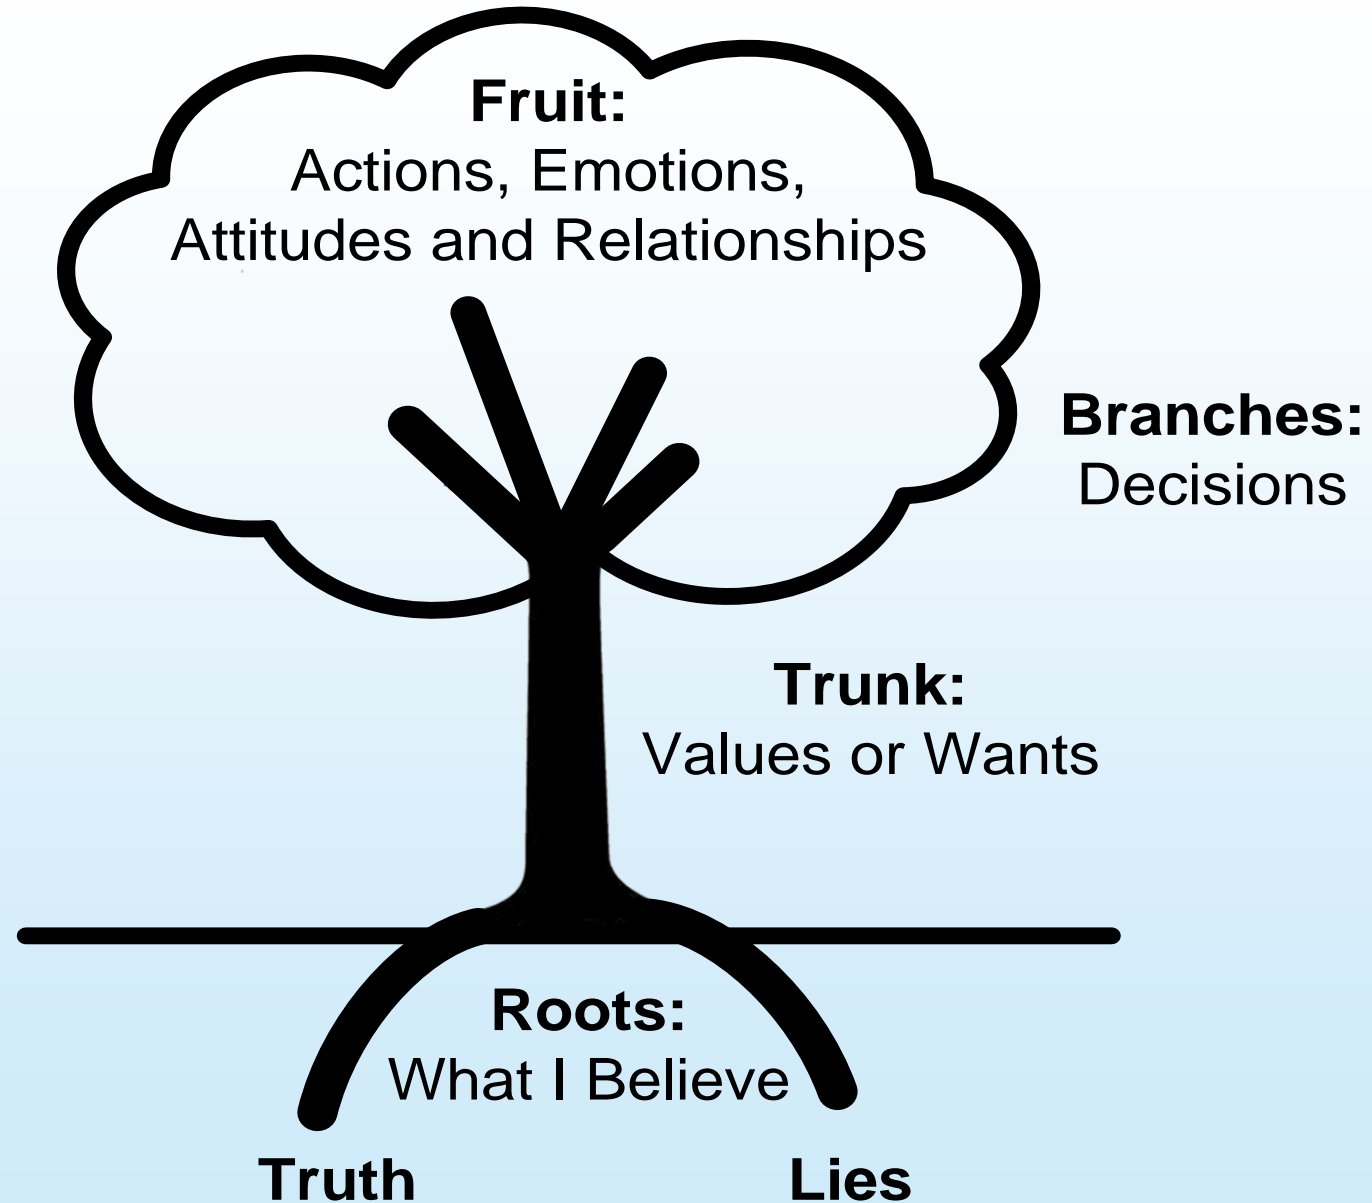 Fruit:
Actions, Emotions,
Attitudes and Relationships
Branches:
Decisions
Trunk:
Values or Wants
Roots:
What I Believe
Truth
Lies